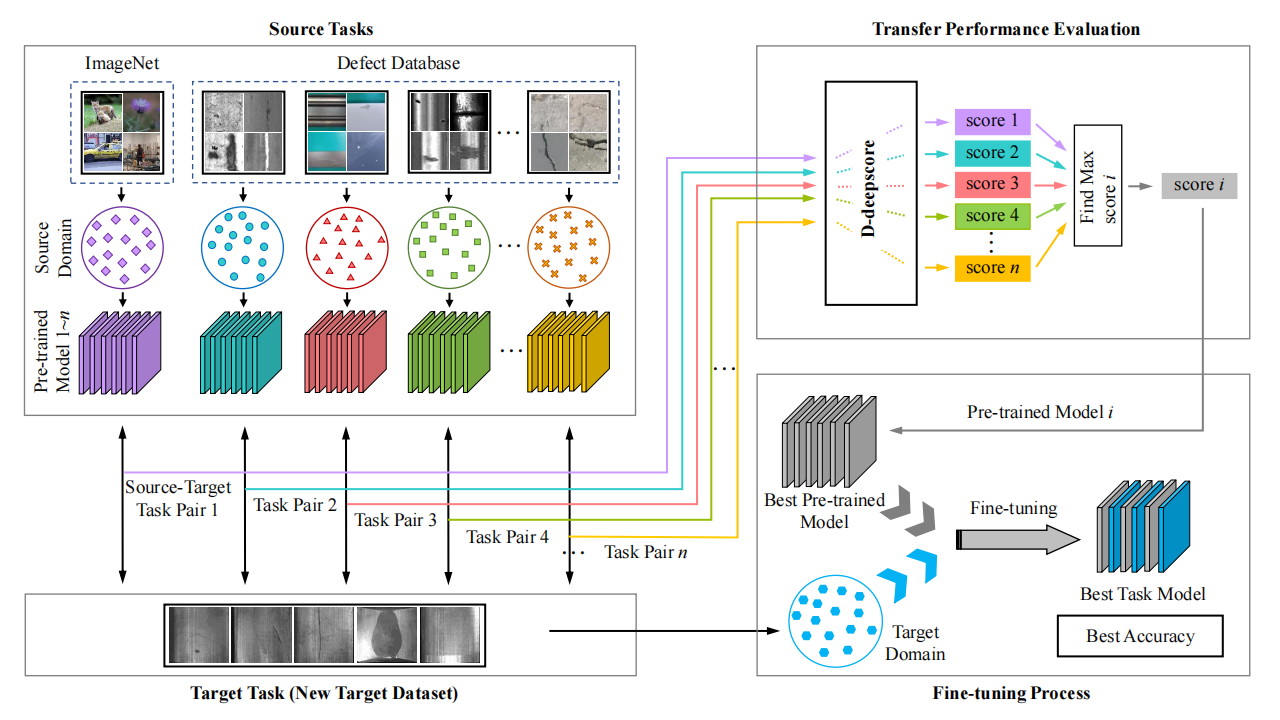 Source Tasks
ImageNet
Defect Database
...
Source
Domain
...
Pre-trained
Model 1~n
...
Source-Target
Task Pair 1
Task Pair 2
Task Pair 3
Task Pair 4
... Task Pair n
...
Target Task (New Target Dataset)
Transfer Performance Evaluation
D-deepscore
score 1
score 2
score 3
score 4
......
score n
Find Max
score i
score i
Pre-trained Model i
Best Pre-trained
Model
Fine-tuning
Target
Domain
Best Task Model
Best Accuracy
Fine-tuning Process